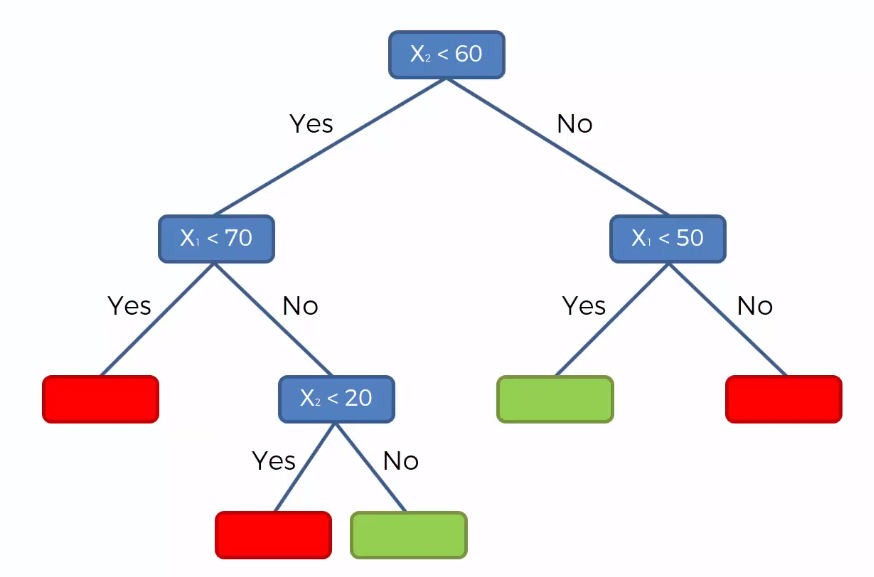 X₂ < 60
Yes
No
X₁ < 70
X₁ < 50
Yes
No
Yes
No
X₂ < 20
Yes
No